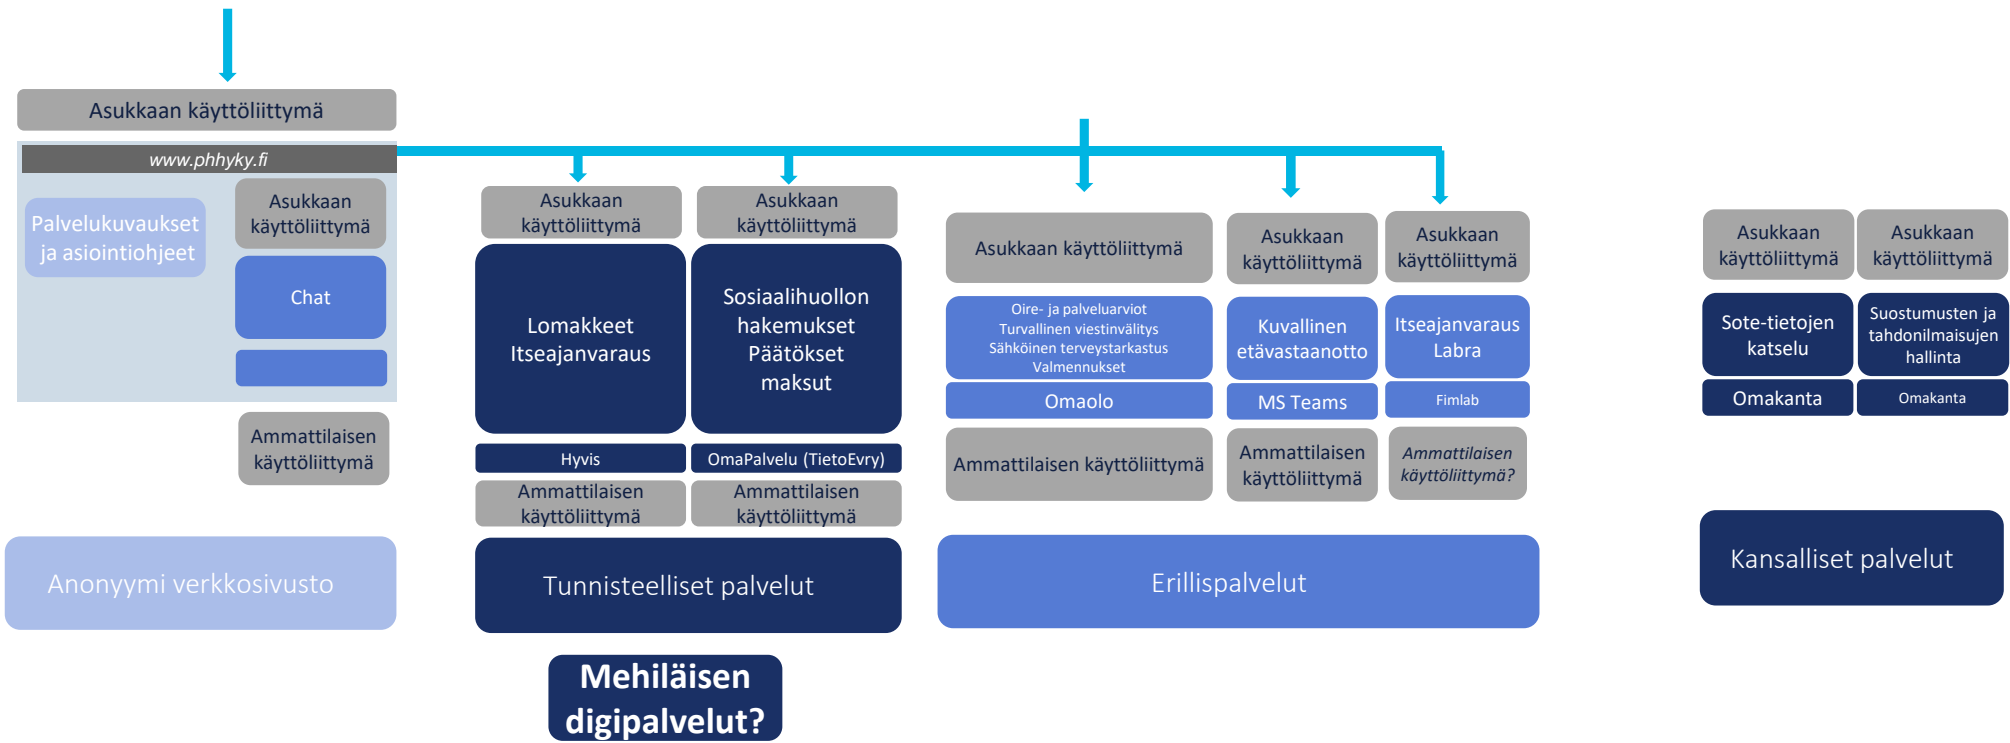 Asukkaan käyttöliittymä
www.phhyky.fi
Palvelukuvaukset
ja asiointiohjeet
Asukkaan
käyttöliittymä
Chat
Ammattilaisen
käyttöliittymä
Anonyymi verkkosivusto
Asukkaan
käyttöliittymä
Lomakkeet
Itseajanvaraus
Hyvis
Ammattilaisen
käyttöliittymä
Asukkaan
käyttöliittymä
Sosiaalihuollon
hakemukset
Päätökset
maksut
OmaPalvelu (TietoEvry)
Ammattilaisen
käyttöliittymä
Tunnisteelliset palvelut
Mehiläisen
digipalvelut?
Asukkaan käyttöliittymä
Oire- ja palveluarviot
Turvallinen viestinvälitys
Sähköinen terveystarkastus
Valmennukset
Omaolo
Ammattilaisen käyttöliittymä
Asukkaan
käyttöliittymä
Kuvallinen
etävastaanotto
MS Teams
Ammattilaisen
käyttöliittymä
Asukkaan
käyttöliittymä
Itseajanvaraus
Labra
Fimlab
Ammattilaisen
käyttöliittymä?
Erillispalvelut
Asukkaan
käyttöliittymä
Sote-tietojen
katselu
Omakanta
Asukkaan
käyttöliittymä
Suostumusten ja
tahdonilmaisujen
hallinta
Omakanta
Kansalliset palvelut